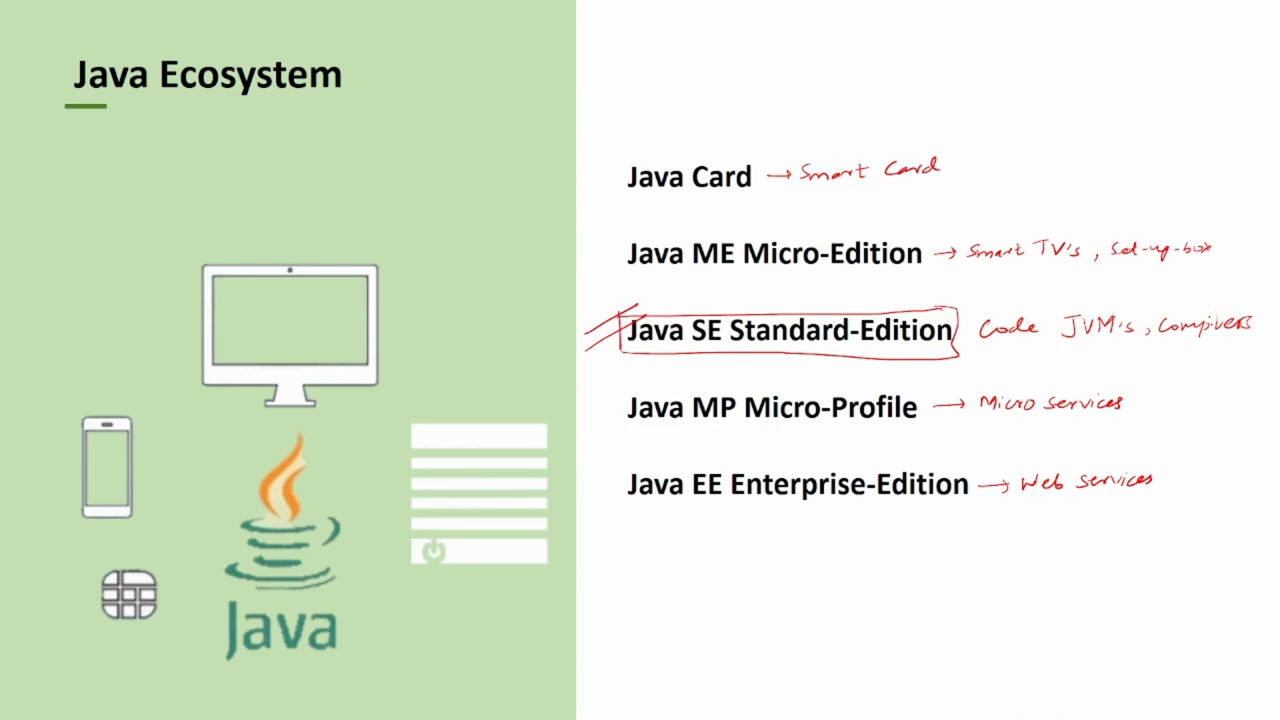 Java Ecosystem
Java Card → Smart Card
Java ME Micro-Edition → Smart TV's, Set-up-box
Java SE Standard-Edition Code JVM's, Compilers
Java MP Micro-Profile → Micro services
Java EE Enterprise-Edition → Web services
Java